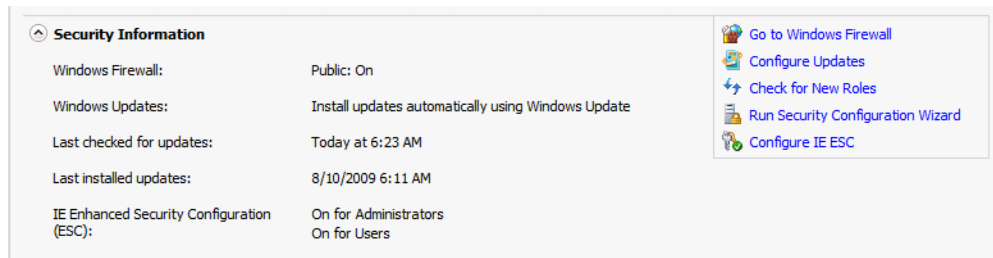 Security Information
Windows Firewall: Public: On
Windows Updates: Install updates automatically using Windows Update
Last checked for updates: Today at 6:23 AM
Last installed updates: 8/10/2009 6:11 AM
IE Enhanced Security Configuration On for Administrators
(ESC): On for Users
Go to Windows Firewall
Configure Updates
Check for New Roles
Run Security Configuration Wizard
Configure IE ESC